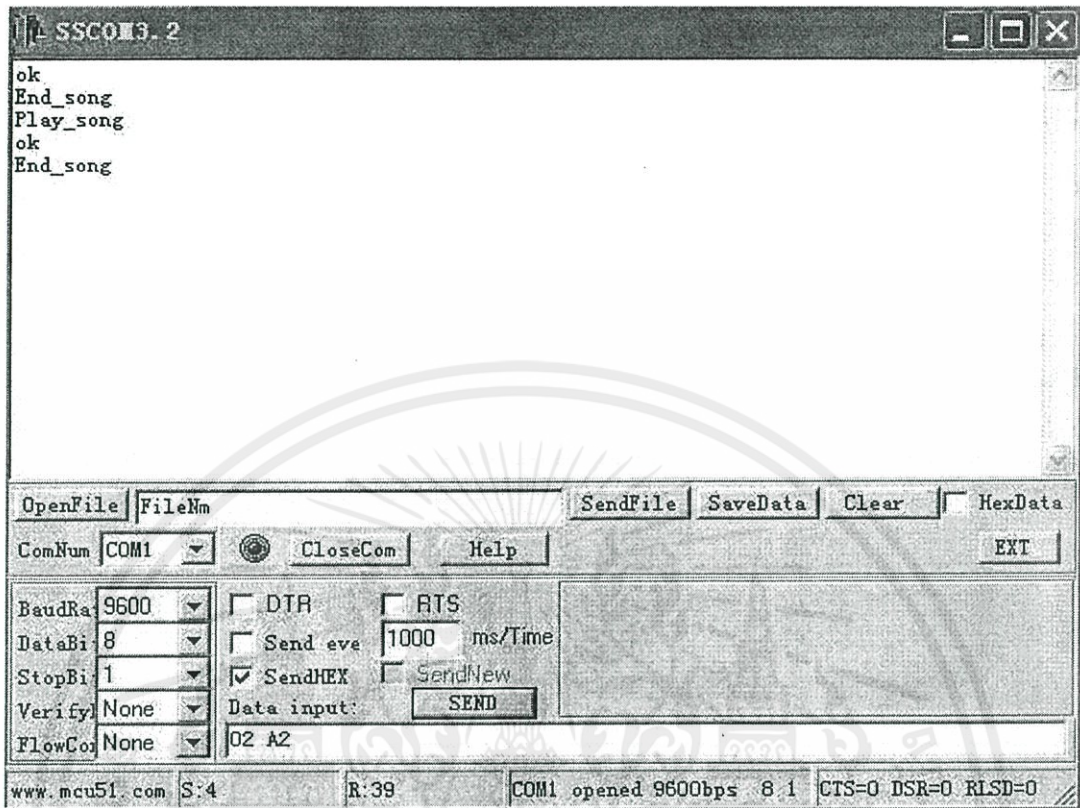 SSCOM3.2
ok
End_song
Play_song
ok
End_song
OpenFile FileNm SendFile SaveData Clear HexData
ComNum COM1 CloseCom Help EXT
BaudRa 9600 DTR RTS
DataBi 8 Send eve 1000 ms/Time
StopBi 1 SendHEX SendNew
Verify None Data input: SEND
FlowCo None 02 A2
www.mcu51.com S:4 R:39 COM1 opened 9600bps 8 1 CTS=0 DSR=0 RLSD=0